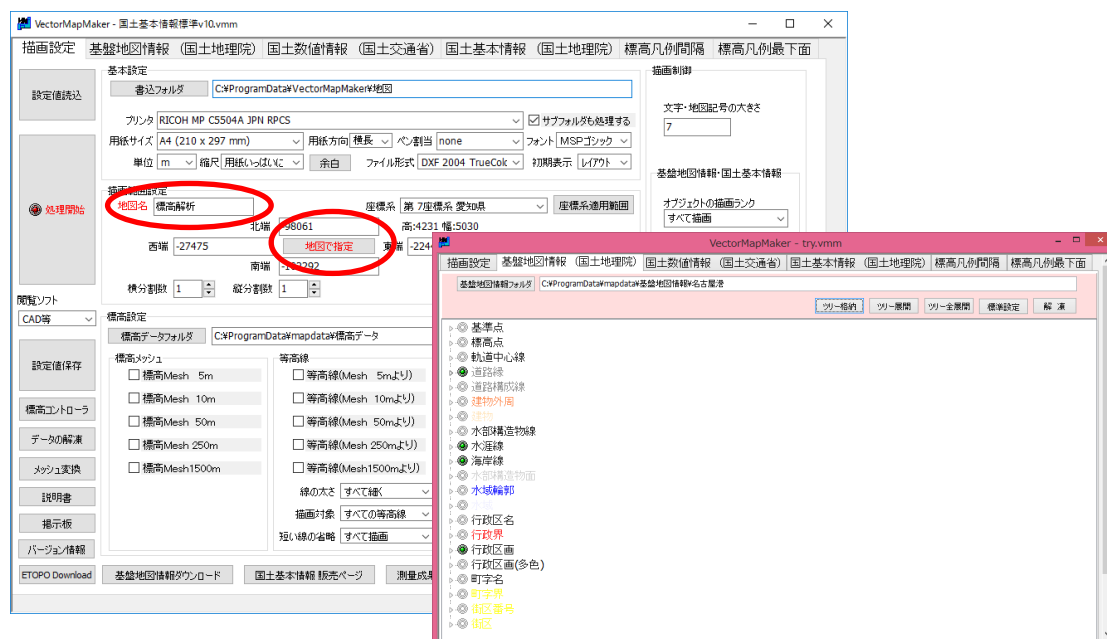 VectorMapMaker - 国土基本情報標準v10.vmm
描画設定 基盤地図情報 (国土地理院) 国土数値情報 (国土交通省) 国土基本情報 (国土地理院) 標高凡例間隔 標高凡例最下面
設定値読込
処理開始
閲覧ソフト
CAD等
設定値保存
標高コントローラ
データの解凍
メッシュ変換
説明書
掲示板
バージョン情報
ETOPO Download
基本設定
書込フォルダ C:¥ProgramData¥VectorMapMaker¥地図
プリンタ RICOH MP C5504A JPN RPCS サブフォルダも処理する
用紙サイズ A4 (210 x 297 mm) 用紙方向 横長 ペン割当 none フォント MSPゴシック
単位 m 縮尺 用紙いっぱいに 余白 ファイル形式 DXF 2004 TrueColo 初期表示 レイアウト
描画制御
文字・地図記号の大きさ
7
基盤地図情報・国土基本情報
オブジェクトの描画ランク
すべて描画
描画範囲設定
地図名 標高解析 座標系 第 7座標系 愛知県 座標系適用範囲
北端 -98061 高:4231 幅:5030
西端 -27475 地図で指定 東端 -224
南端 -102292
横分割数 1 縦分割数 1
標高設定
標高データフォルダ C:¥ProgramData¥mapdata¥標高データ
標高メッシュ
標高Mesh 5m
標高Mesh 10m
標高Mesh 50m
標高Mesh 250m
標高Mesh1500m
等高線
等高線(Mesh 5mより)
等高線(Mesh 10mより)
等高線(Mesh 50mより)
等高線(Mesh 250mより)
等高線(Mesh1500mより)
線の太さ すべて細く
描画対象 すべての等高線
短い線の省略 すべて描画
基盤地図情報ダウンロード 国土基本情報 販売ページ 測量成果
VectorMapMaker - try.vmm
描画設定 基盤地図情報 (国土地理院) 国土数値情報 (国土交通省) 国土基本情報 (国土地理院) 標高凡例間隔 標高凡例最下面
基盤地図情報フォルダ C:¥ProgramData¥mapdata¥基盤地図情報¥名古屋港
ツリー格納 ツリー展開 ツリー全展開 標準設定 解 凍
基準点
標高点
軌道中心線
道路縁
道路構成線
建物外周
建物
水部構造物線
水涯線
海岸線
水部構造物面
水域輪郭
行政区名
行政界
行政区画
行政区画(多色)
町字名
町字界
街区番号
街区